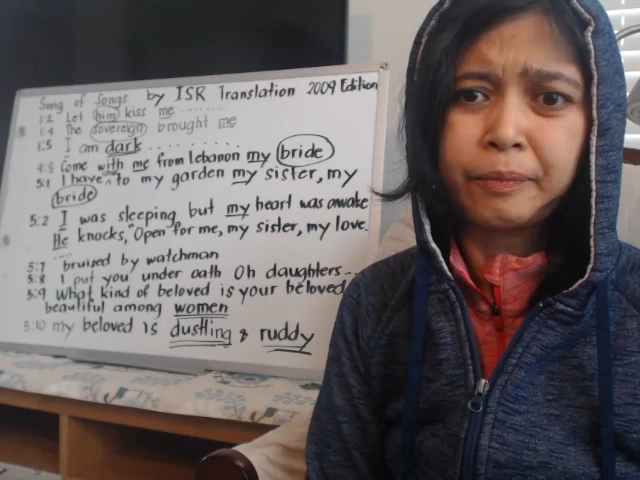 Song of Songs by ISR Translation 2009 Edition
1:2 Let him kiss me .......
1:4 The sovereign brought me
1:5 I am dark .........
4:8 Come with me from lebanon my bride
5:1 I have come to my garden my sister, my
bride
5:2 I was sleeping, but my heart was awake
He knocks, "Open for me, my sister, my love.
....
5:7 bruised by watchman
5:8 I put you under oath Oh daughters...
5:9 What kind of beloved is your beloved
beautiful among women
5:10 my beloved is dustling & ruddy